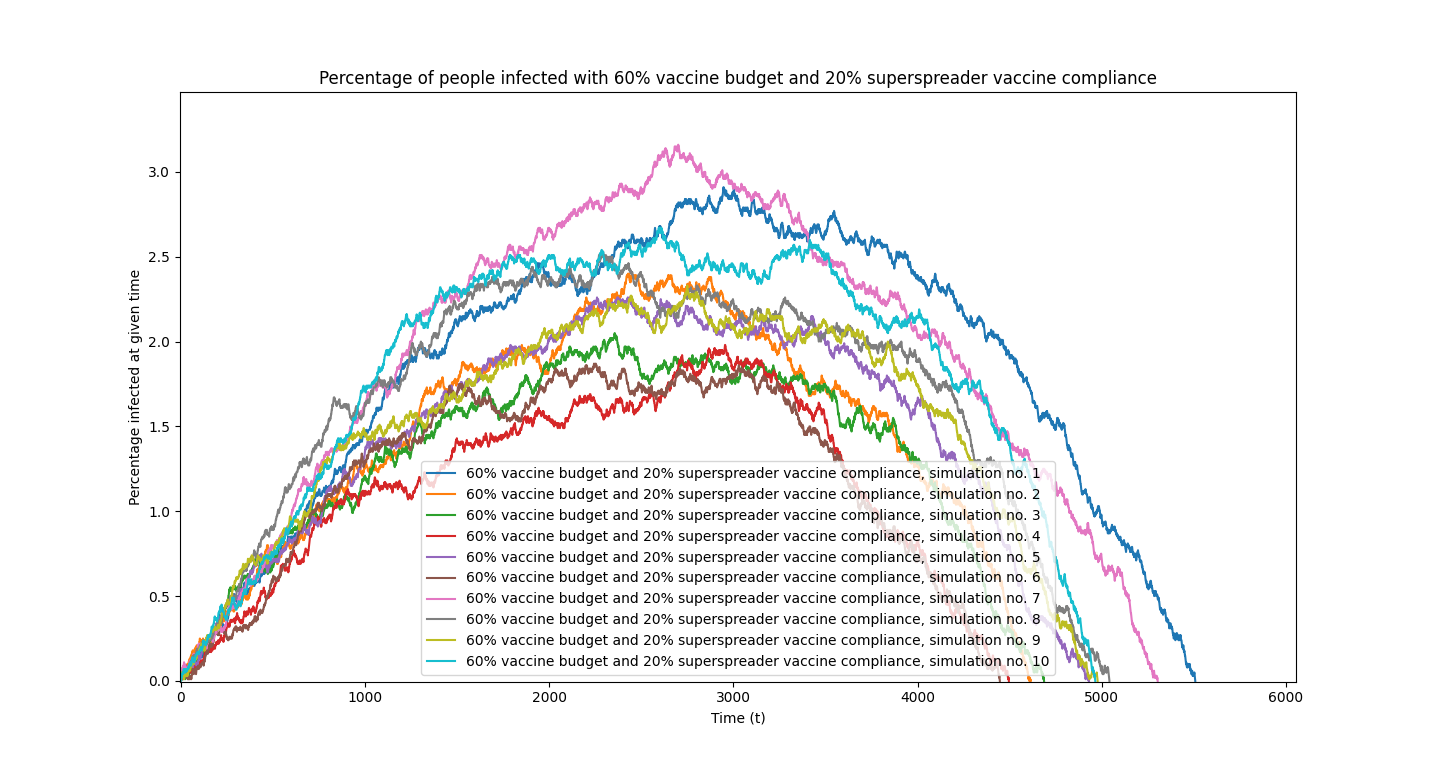 Percentage of people infected with 60% vaccine budget and 20% superspreader vaccine compliance
Percentage infected at given time
3.0
2.5
2.0
1.5
1.0
0.5
0.0
60% vaccine budget and 20% superspreader vaccine compliance, simulation no. 1
60% vaccine budget and 20% superspreader vaccine compliance, simulation no. 2
60% vaccine budget and 20% superspreader vaccine compliance, simulation no. 3
60% vaccine budget and 20% superspreader vaccine compliance, simulation no. 4
60% vaccine budget and 20% superspreader vaccine compliance, simulation no. 5
60% vaccine budget and 20% superspreader vaccine compliance, simulation no. 6
60% vaccine budget and 20% superspreader vaccine compliance, simulation no. 7
60% vaccine budget and 20% superspreader vaccine compliance, simulation no. 8
60% vaccine budget and 20% superspreader vaccine compliance, simulation no. 9
60% vaccine budget and 20% superspreader vaccine compliance, simulation no. 10
0 1000 2000 3000 4000 5000 6000
Time (t)